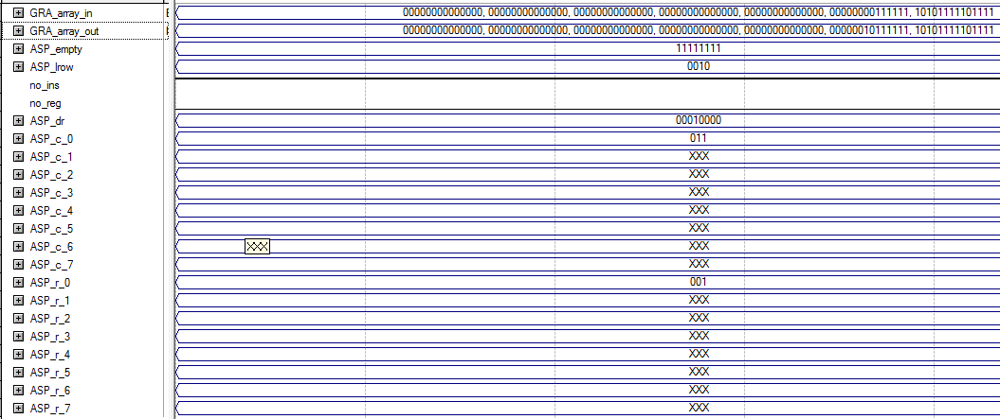 GRA_array_in 00000000000000, 00000000000000, 00000000000000, 00000000000000, 00000000000000, 00000000111111, 10101111101111
GRA_array_out 00000000000000, 00000000000000, 00000000000000, 00000000000000, 00000000000000, 00000010111111, 10101111101111
ASP_empty 11111111
ASP_lrow 0010
no_ins
no_reg
ASP_dr 00010000
ASP_c_0 011
ASP_c_1 XXX
ASP_c_2 XXX
ASP_c_3 XXX
ASP_c_4 XXX
ASP_c_5 XXX
ASP_c_6 XXX XXX
ASP_c_7 XXX
ASP_r_0 001
ASP_r_1 XXX
ASP_r_2 XXX
ASP_r_3 XXX
ASP_r_4 XXX
ASP_r_5 XXX
ASP_r_6 XXX
ASP_r_7 XXX